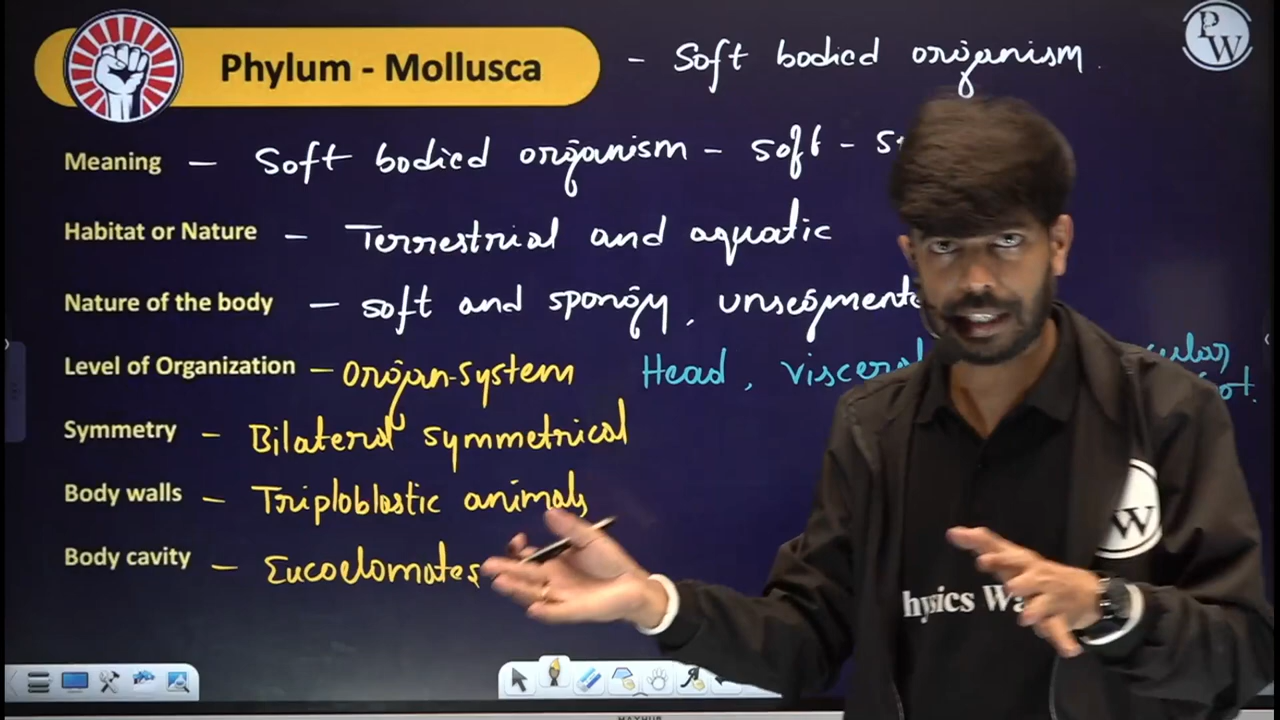 Phylum - Mollusca - Soft bodied organism.
PW
Meaning - Soft bodied organism - soft - s
Habitat or Nature - Terrestrial and aquatic
Nature of the body - soft and spongy, unsegmente
Level of Organization - Organ-system Head, viscera
Symmetry - Bilateral symmetrical
Body walls - Triploblastic animals
Body cavity - Eucoelomates
W
hysics Wa
MAXHUB